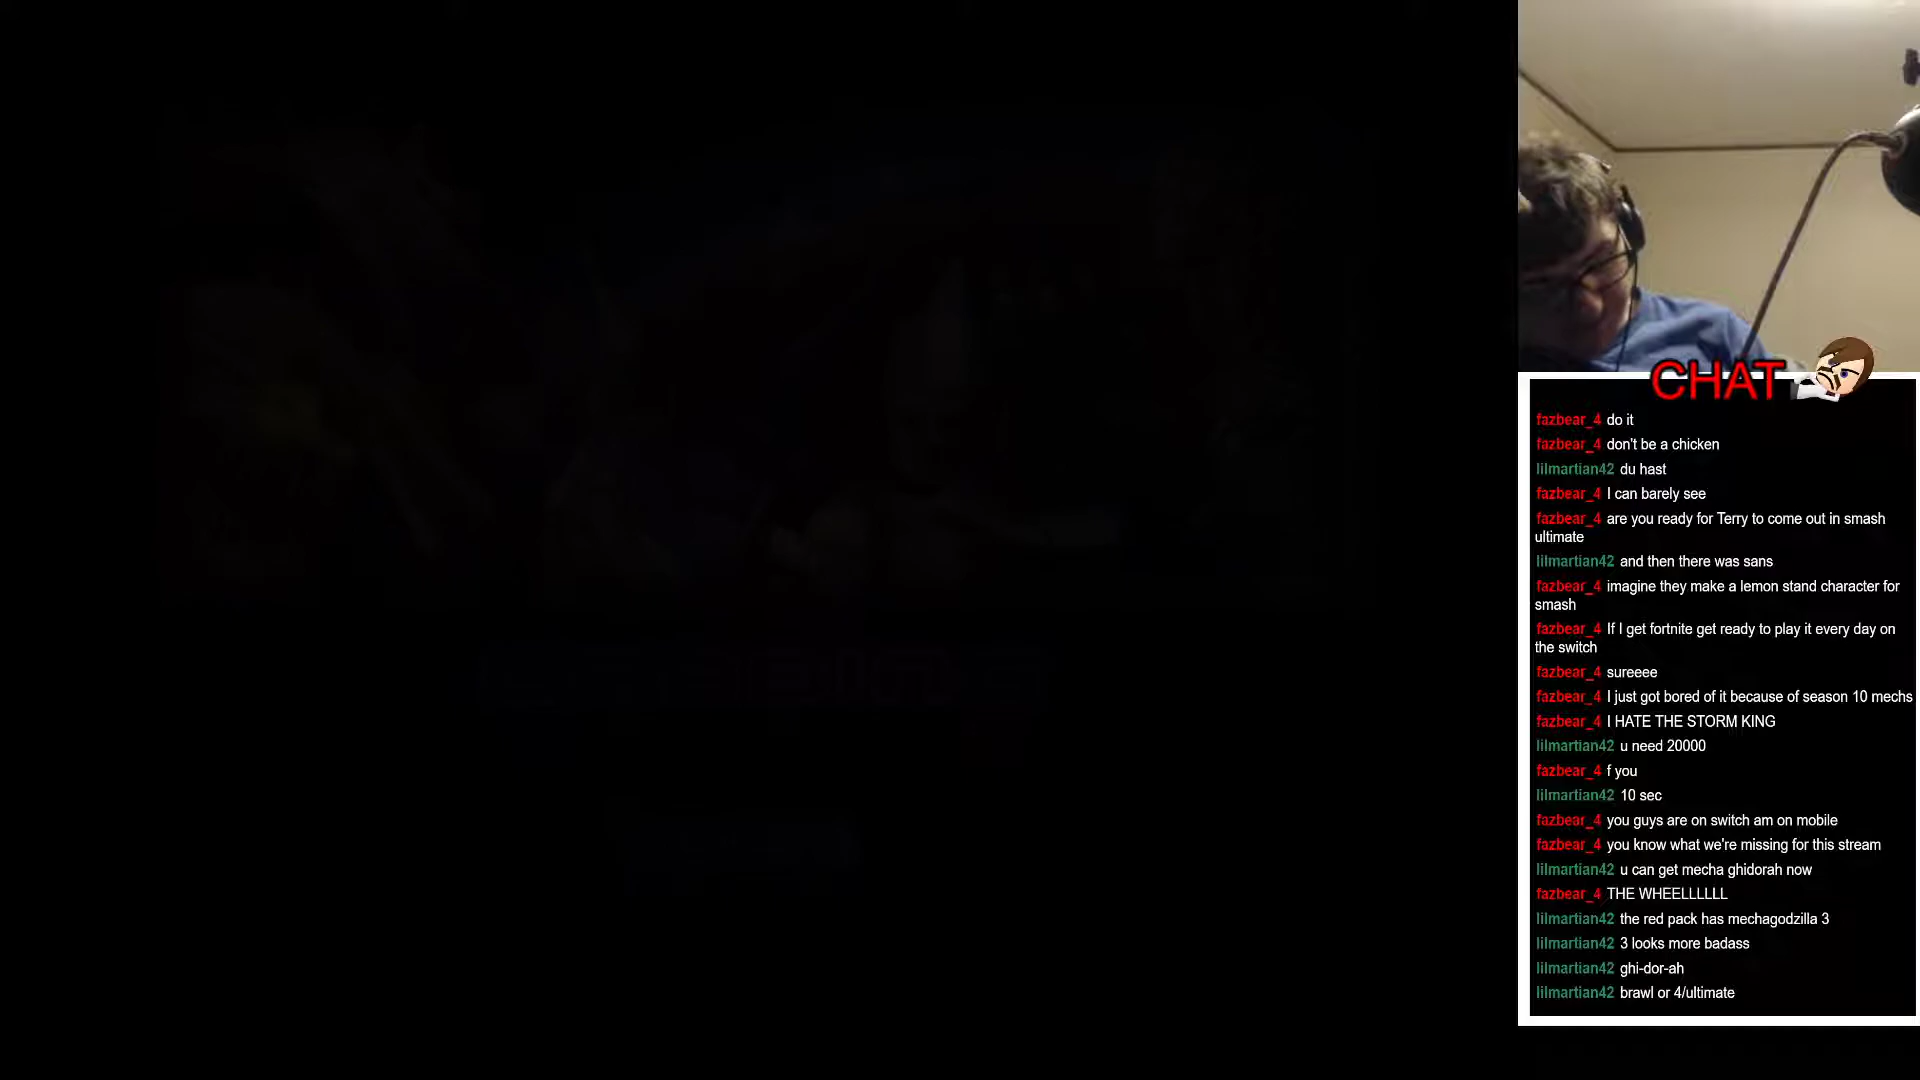 CHAT
fazbear_4 do it
fazbear_4 don't be a chicken
lilmartian42 du hast
fazbear_4 I can barely see
fazbear_4 are you ready for Terry to come out in smash
ultimate
lilmartian42 and then there was sans
fazbear_4 imagine they make a lemon stand character for
smash
fazbear_4 If I get fortnite get ready to play it every day on
the switch
fazbear_4 sureeee
fazbear_4 I just got bored of it because of season 10 mechs
fazbear_4 I HATE THE STORM KING
lilmartian42 u need 20000
fazbear_4 f you
lilmartian42 10 sec
fazbear_4 you guys are on switch am on mobile
fazbear_4 you know what we're missing for this stream
lilmartian42 u can get mecha ghidorah now
fazbear_4 THE WHEELLLLLL
lilmartian42 the red pack has mechagodzilla 3
lilmartian42 3 looks more badass
lilmartian42 ghi-dor-ah
lilmartian42 brawl or 4/ultimate